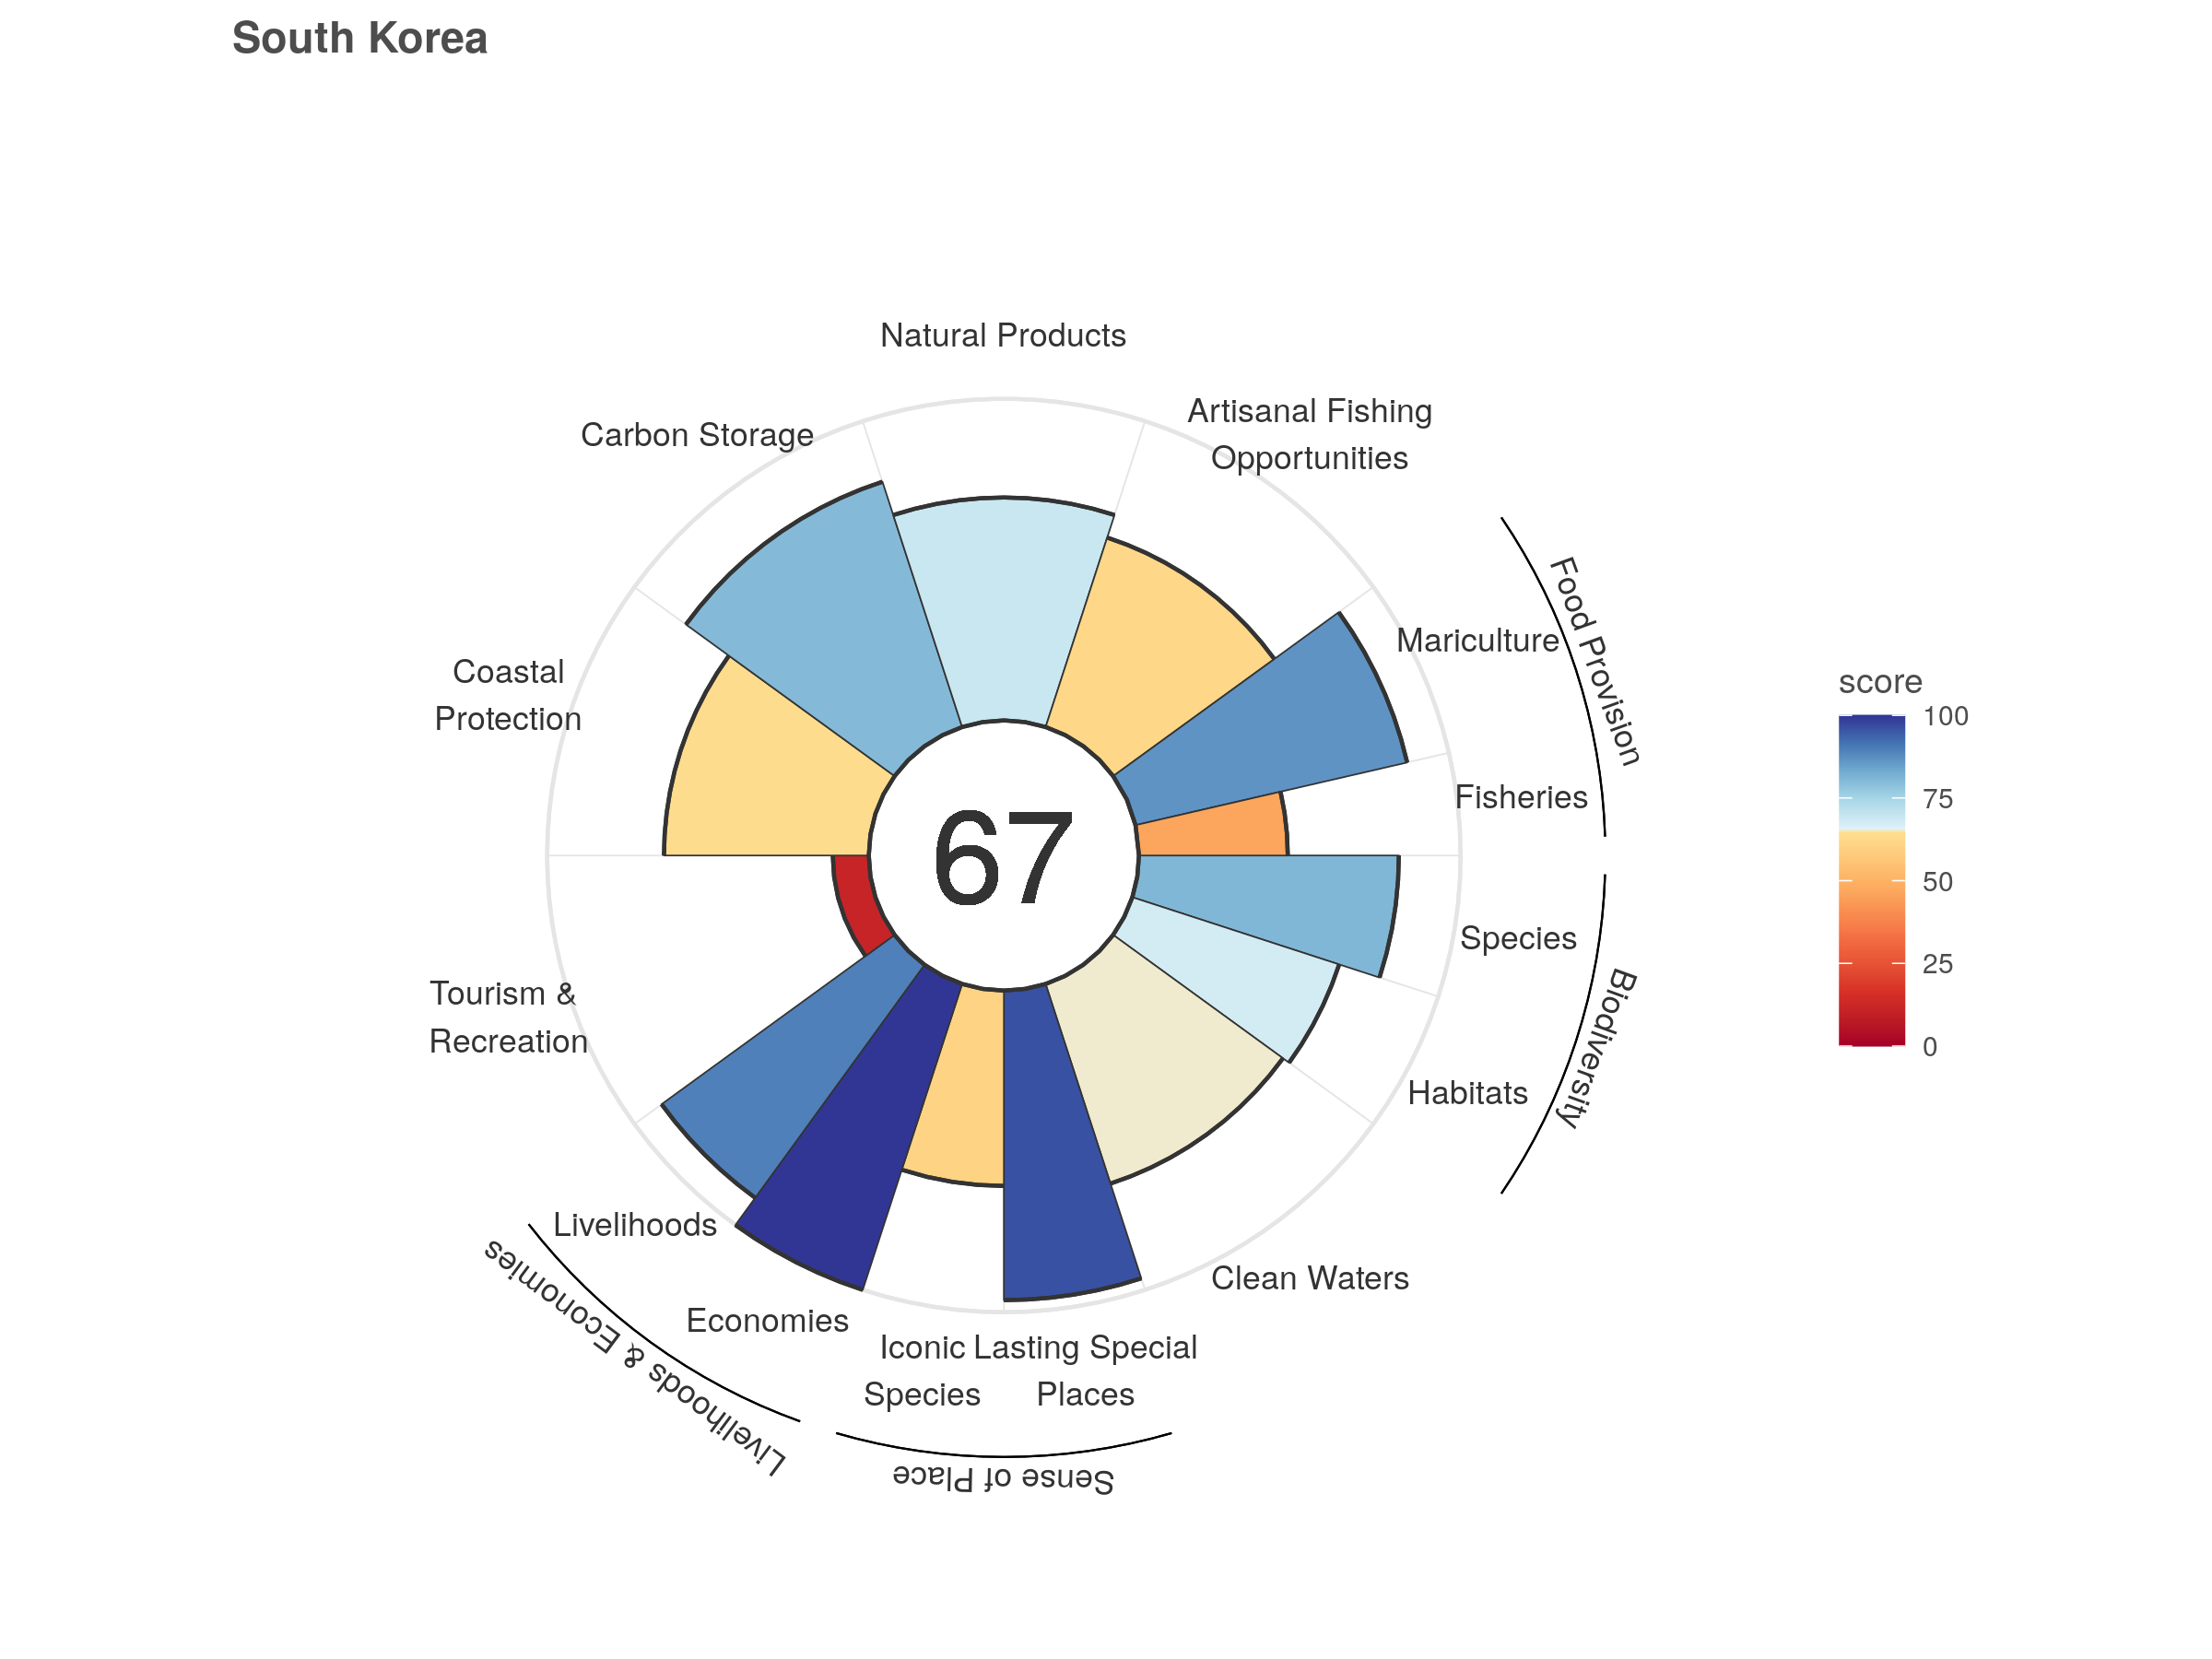 South Korea
Natural Products
Artisanal Fishing
Opportunities
Carbon Storage
Mariculture
Food Provision
Coastal
Protection
Fisheries
67
Species
Biodiversity
Tourism &
Recreation
Habitats
Livelihoods
Clean Waters
Economies
Iconic
Species
Lasting Special
Places
Livelihoods & Economies
Sense of Place
score
100
75
50
25
0